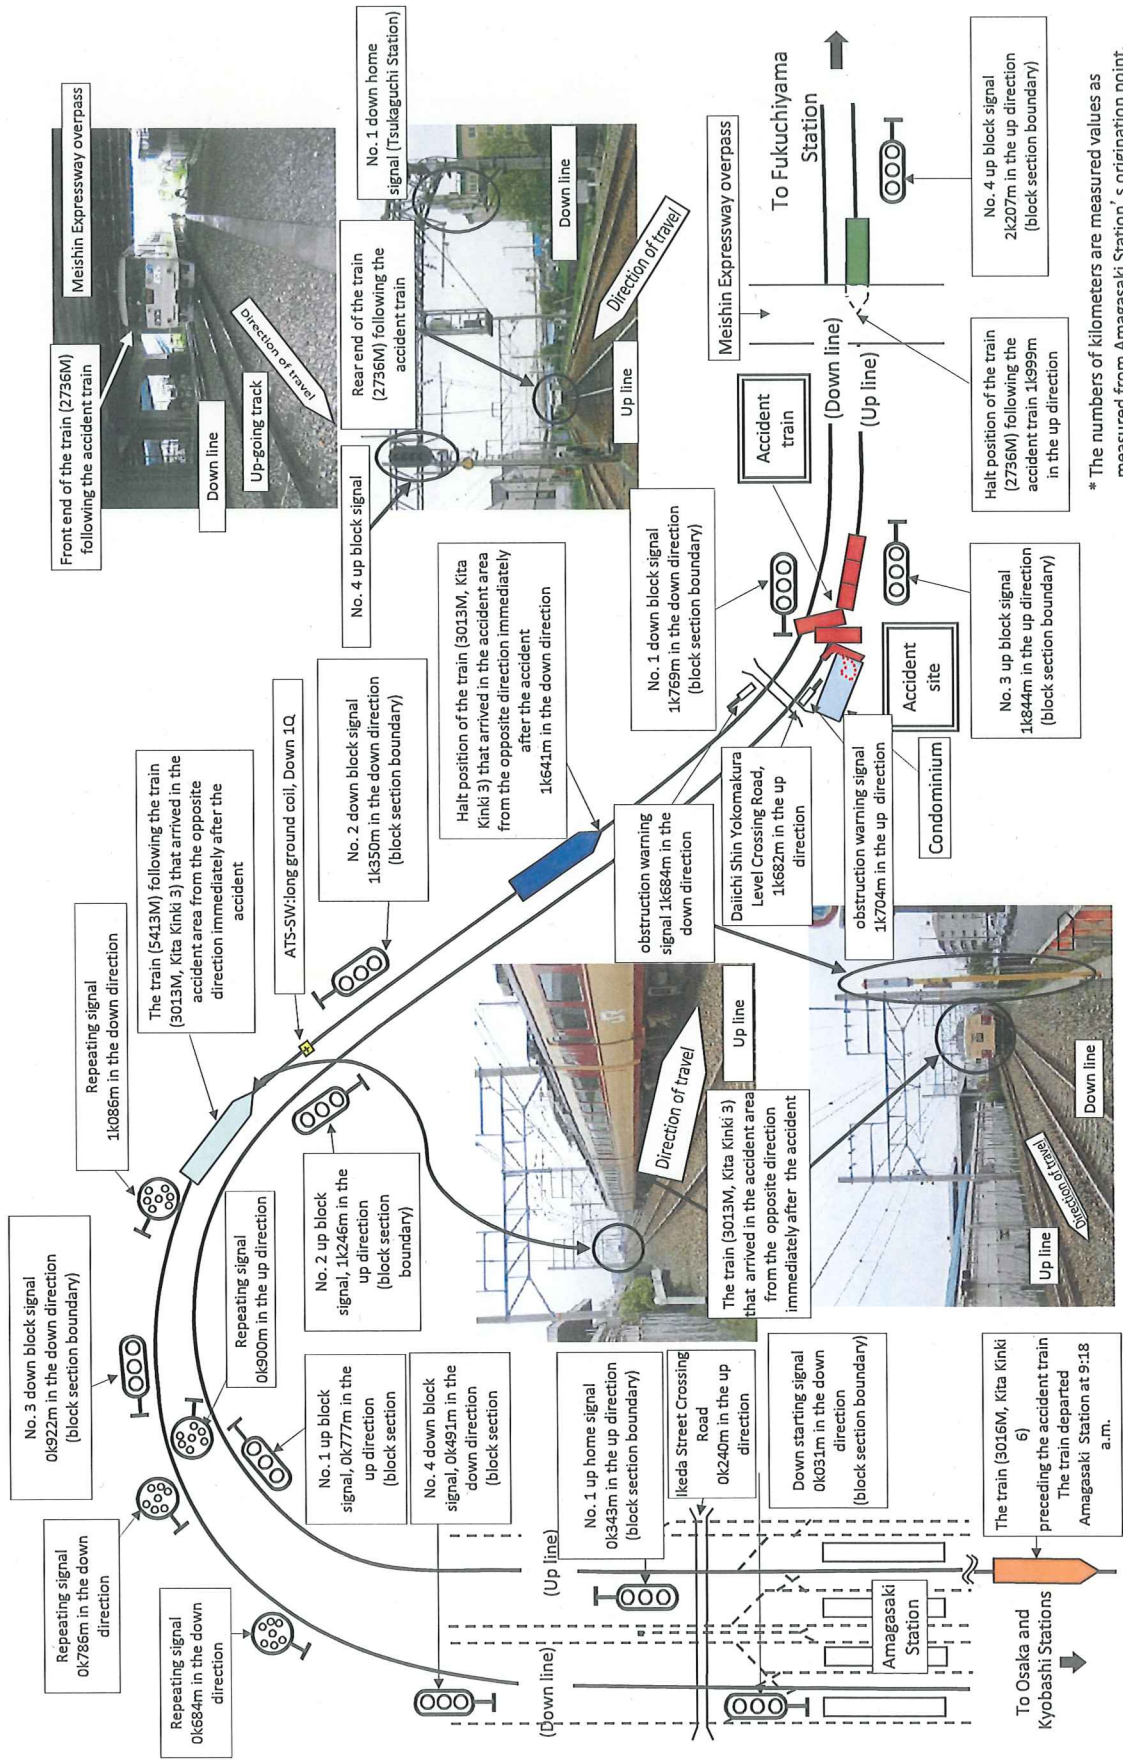 Front end of the train (2736M)
following the accident train
Meishin Expressway overpass
Direction of travel
Down line
Up-going track
No. 4 up block signal
Rear end of the train
(2736M) following the
accident train
No. 1 down home
signal (Tsukaguchi Station)
Direction of travel
Up line
Down line
Repeating signal
1k086m in the down direction
The train (5413M) following the train
(3013M, Kita Kinki 3) that arrived in the
accident area from the opposite
direction immediately after the
accident
ATS-SW:long ground coil, Down 1Q
No. 2 down block signal
1k350m in the down direction
(block section boundary)
Halt position of the train (3013M, Kita
Kinki 3) that arrived in the accident area
from the opposite direction immediately
after the accident
1k641m in the down direction
No. 1 down block signal
1k769m in the down direction
(block section boundary)
Accident
train
Meishin Expressway overpass
To Fukuchiyama
Station
(Down line)
(Up line)
No. 3 down block signal
0k922m in the down direction
(block section boundary)
Repeating signal
0k786m in the down
direction
Repeating signal
0k684m in the down
direction
Repeating signal
0k900m in the up direction
No. 1 up block
signal, 0k777m in the
up direction
(block section
No. 2 up block
signal, 1k246m in the
up direction
(block section
boundary)
No. 4 down block
signal, 0k491m in the
down direction
(block section
Direction of travel
Up line
obstruction warning
signal 1k684m in the
down direction
Daiichi Shin Yokomakura
Level Crossing Road,
1k682m in the up
direction
obstruction warning signal
1k704m in the up direction
Condominium
Accident
site
No. 3 up block signal
1k844m in the up direction
(block section boundary)
Halt position of the train
(2736M) following the
accident train 1k999m
in the up direction
No. 4 up block signal
2k207m in the up direction
(block section boundary)
The train (3013M, Kita Kinki 3)
that arrived in the accident area
from the opposite direction
immediately after the accident
Up line
Direction of travel
Down line
(Down line)
(Up line)
No. 1 up home signal
0k343m in the up direction
(block section boundary)
Ikeda Street Crossing
Road
0k240m in the up
direction
Down starting signal
0k031m in the down
direction
(block section boundary)
Amagasaki
Station
To Osaka and
Kyobashi Stations
The train (3016M, Kita Kinki
6)
preceding the accident train
The train departed
Amagasaki Station at 9:18
a.m.
* The numbers of kilometers are measured values as
measured from Amagasaki Station's origination point.